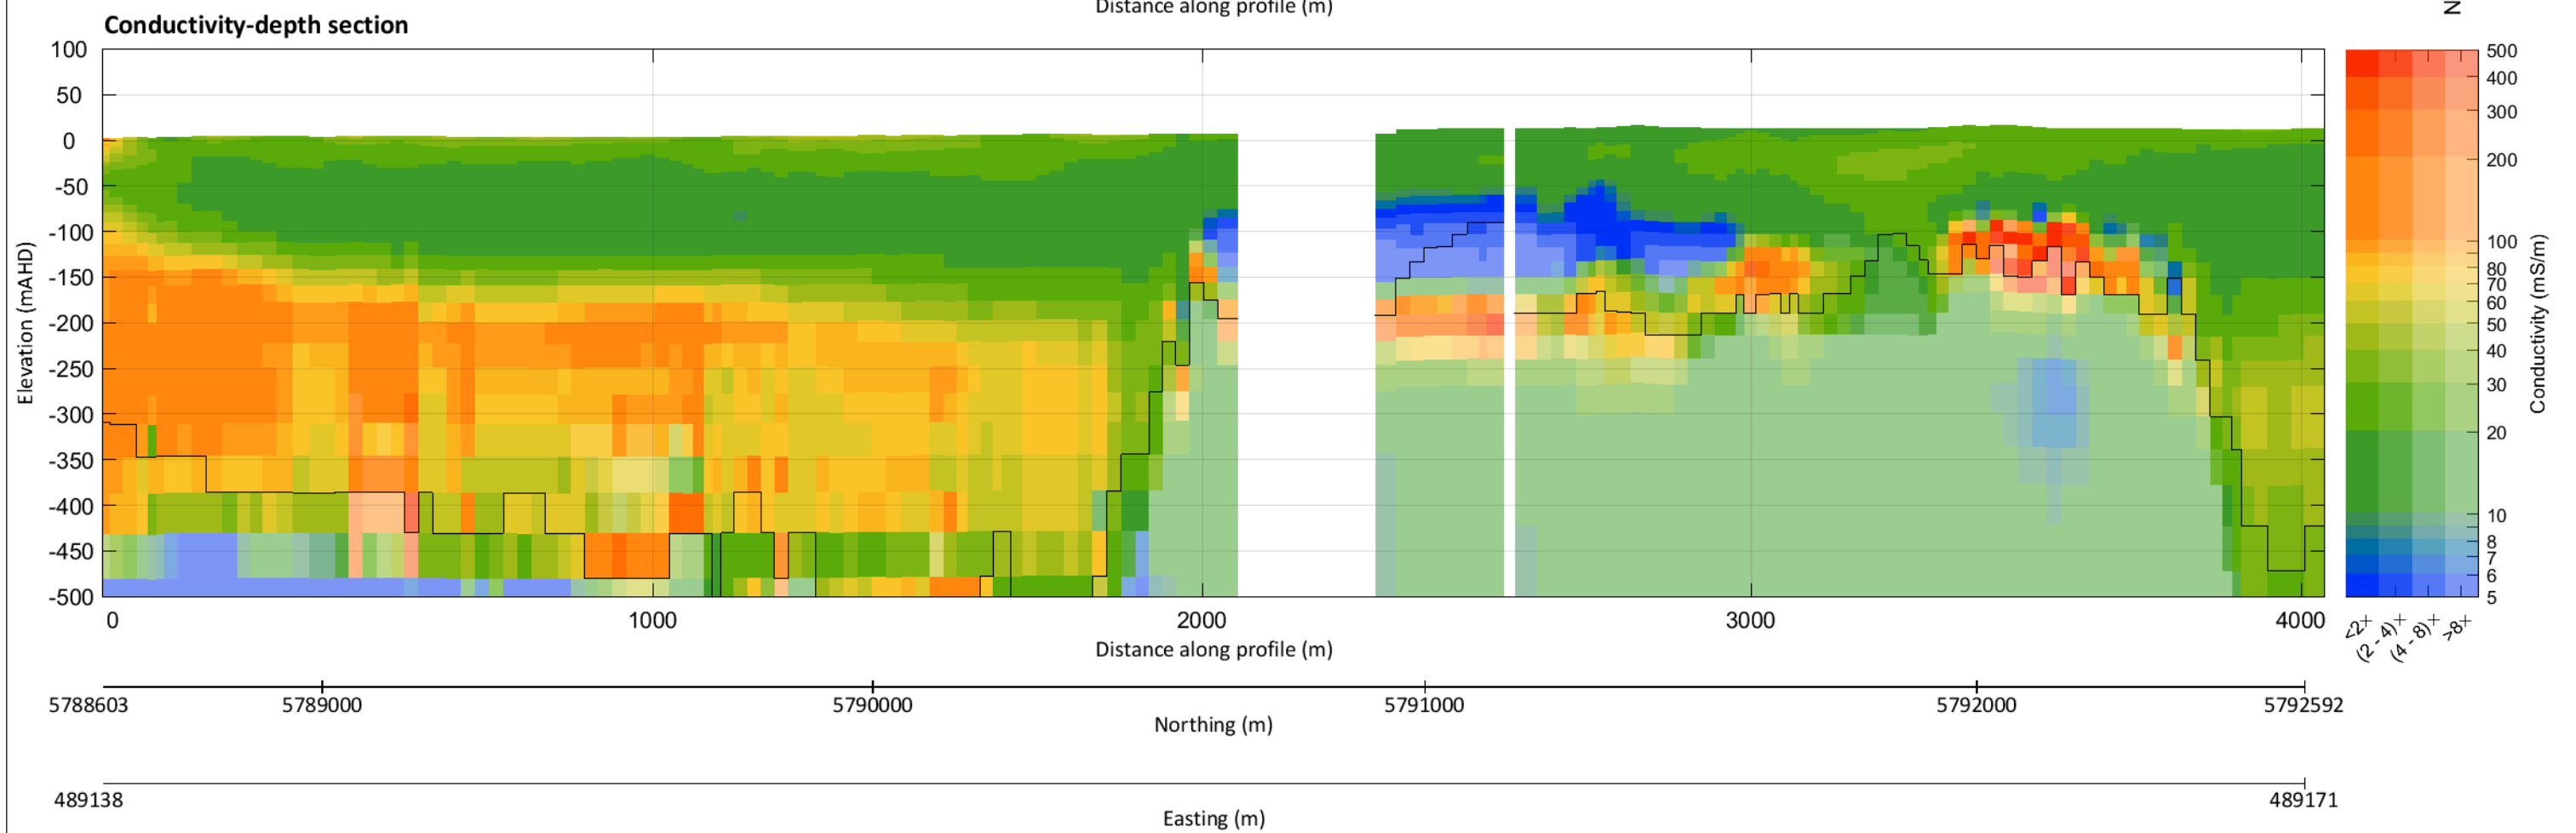 Distance along profile (m)
Conductivity-depth section
N
100
50
0
-50
-100
-150
-200
-250
-300
-350
-400
-450
-500
Elevation (mAHD)
0 1000 2000 3000 4000
Distance along profile (m)
500
400
300
200
100
80
70
60
50
40
30
20
10
8
7
6
5
Conductivity (mS/m)
<2+
(2 - 4)+
(4 - 8)+
>8+
5788603 5789000 5790000 5791000 5792000 5792592
Northing (m)
489138 489171
Easting (m)